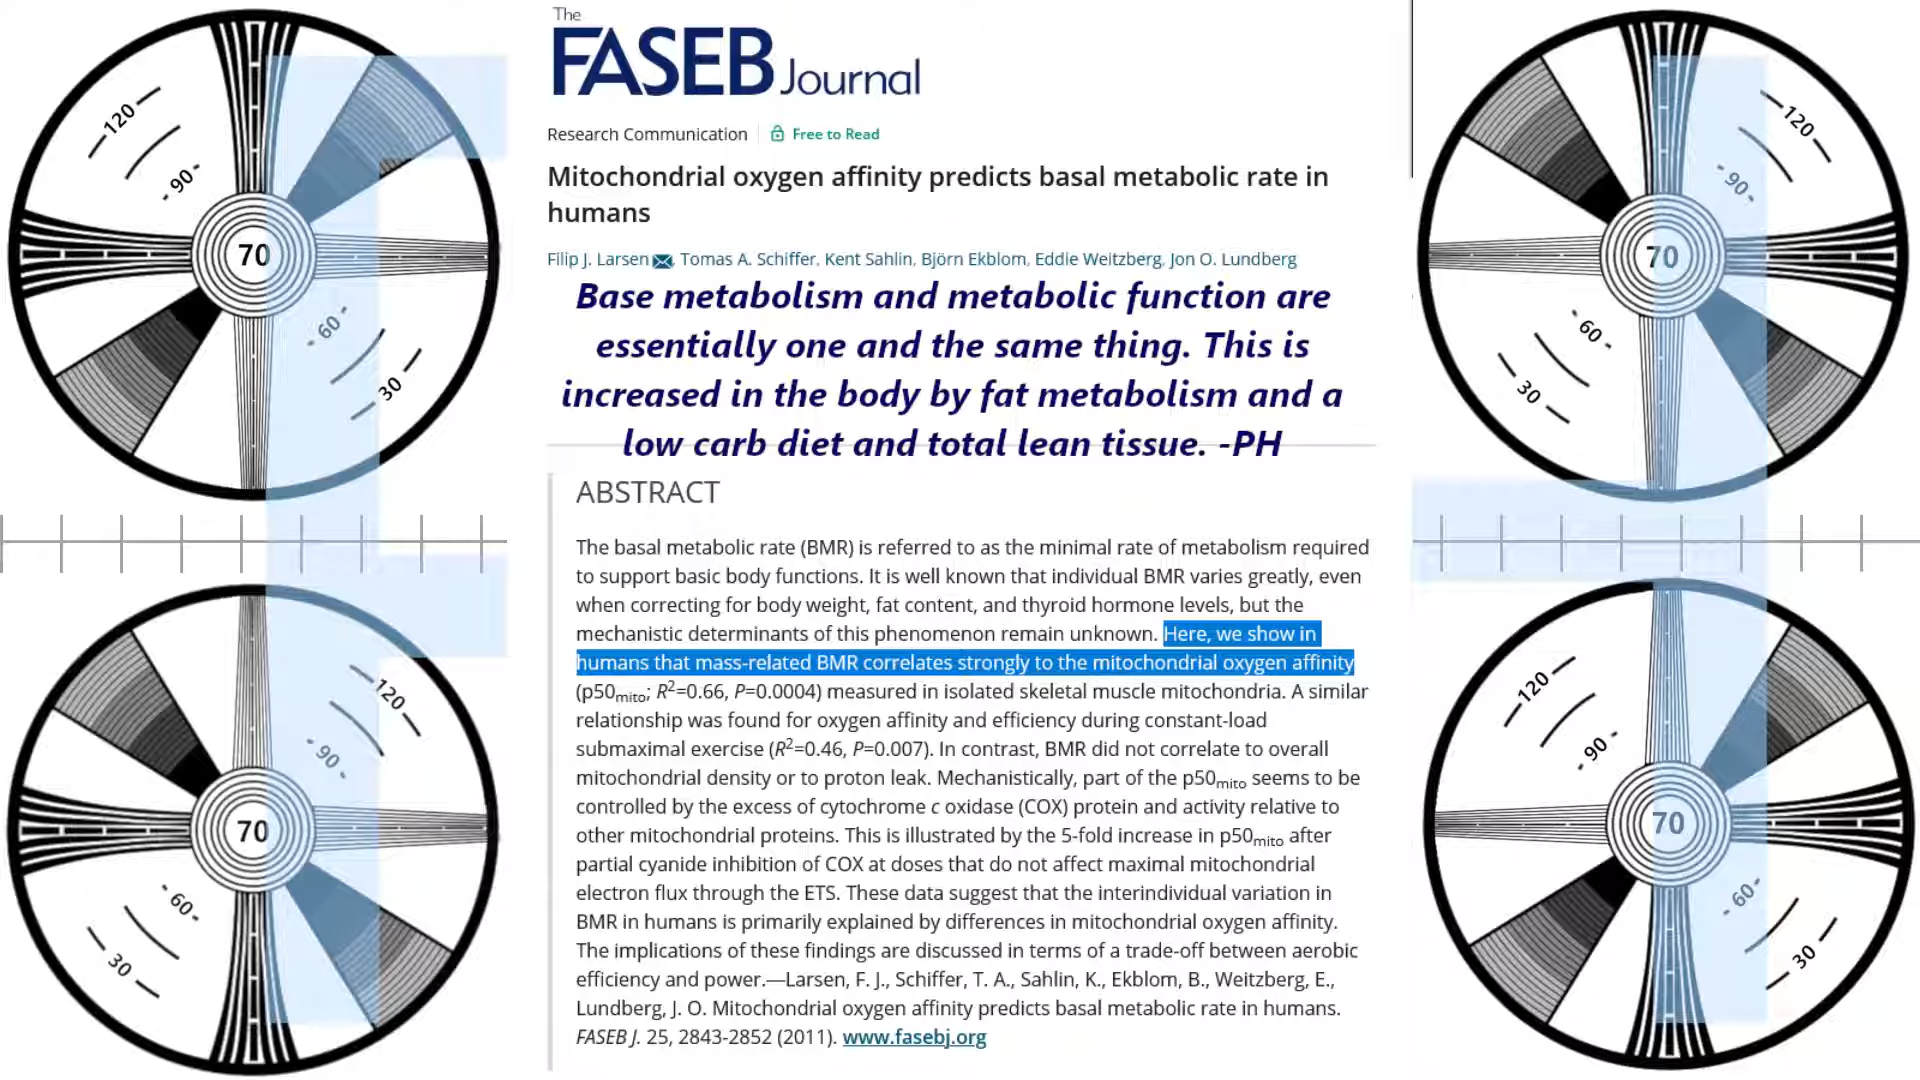 The
FASEB Journal
Research Communication Free to Read
Mitochondrial oxygen affinity predicts basal metabolic rate in
humans
Filip J. Larsen, Tomas A. Schiffer, Kent Sahlin, Björn Ekblom, Eddie Weitzberg, Jon O. Lundberg
Base metabolism and metabolic function are
essentially one and the same thing. This is
increased in the body by fat metabolism and a
low carb diet and total lean tissue. -PH
ABSTRACT
The basal metabolic rate (BMR) is referred to as the minimal rate of metabolism required
to support basic body functions. It is well known that individual BMR varies greatly, even
when correcting for body weight, fat content, and thyroid hormone levels, but the
mechanistic determinants of this phenomenon remain unknown. Here, we show in
humans that mass-related BMR correlates strongly to the mitochondrial oxygen affinity
(p50mito; R2=0.66, P=0.0004) measured in isolated skeletal muscle mitochondria. A similar
relationship was found for oxygen affinity and efficiency during constant-load
submaximal exercise (R2=0.46, P=0.007). In contrast, BMR did not correlate to overall
mitochondrial density or to proton leak. Mechanistically, part of the p50mito seems to be
controlled by the excess of cytochrome c oxidase (COX) protein and activity relative to
other mitochondrial proteins. This is illustrated by the 5-fold increase in p50mito after
partial cyanide inhibition of COX at doses that do not affect maximal mitochondrial
electron flux through the ETS. These data suggest that the interindividual variation in
BMR in humans is primarily explained by differences in mitochondrial oxygen affinity.
The implications of these findings are discussed in terms of a trade-off between aerobic
efficiency and power.—Larsen, F. J., Schiffer, T. A., Sahlin, K., Ekblom, B., Weitzberg, E.,
Lundberg, J. O. Mitochondrial oxygen affinity predicts basal metabolic rate in humans.
FASEB J. 25, 2843-2852 (2011). www.fasebj.org
120
90
70
60
30
120
90
70
60
30
120
90
70
60
30
120
90
70
60
30